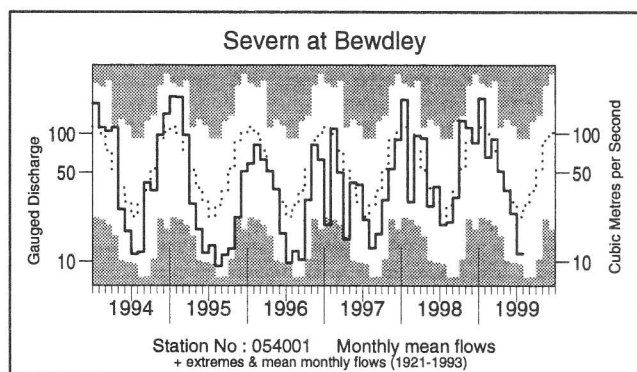 Severn at Bewdley
Gauged Discharge
100
50
10
100
50
10
Cubic Metres per Second
1994 1995 1996 1997 1998 1999
Station No : 054001 Monthly mean flows
+ extremes & mean monthly flows (1921-1993)